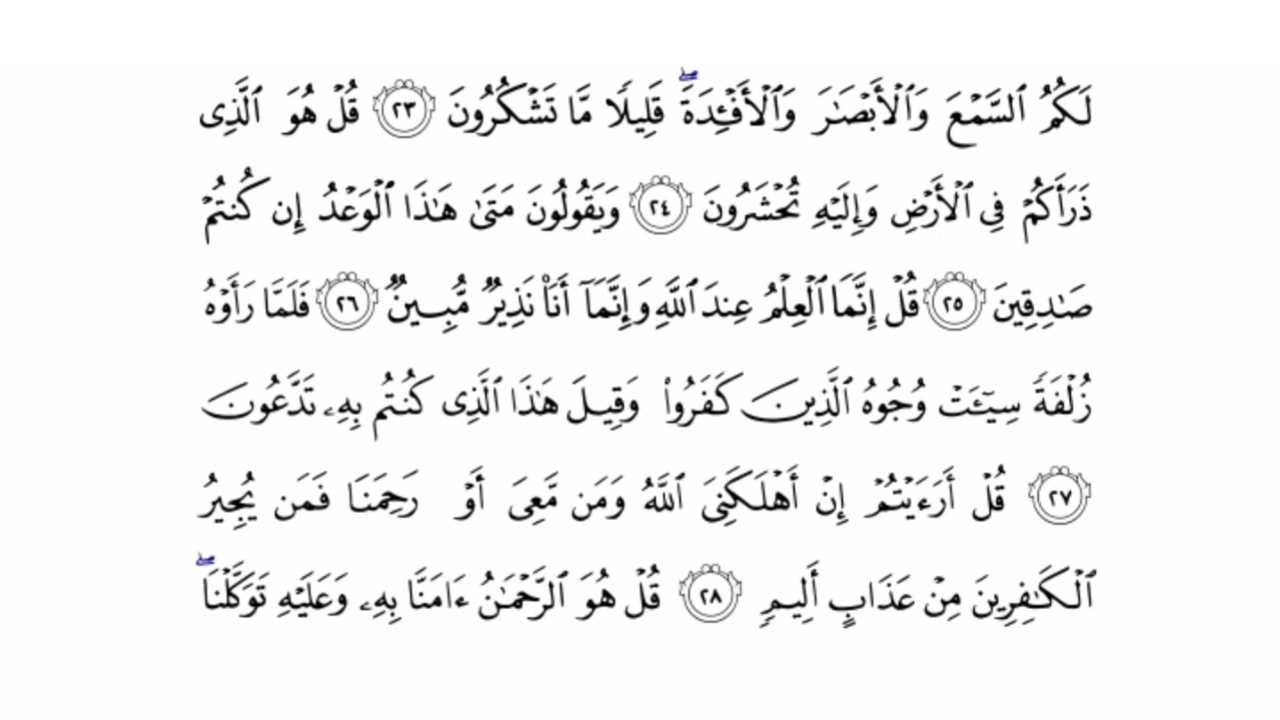 لَكُمُ ٱلسَّمْعَ وَٱلْأَبْصَٰرَ وَٱلْأَفْـِٔدَةَ ۖ قَلِيلًا مَّا تَشْكُرُونَ ٢٣ قُلْ هُوَ ٱلَّذِى
ذَرَأَكُمْ فِى ٱلْأَرْضِ وَإِلَيْهِ تُحْشَرُونَ ٢٤ وَيَقُولُونَ مَتَىٰ هَٰذَا ٱلْوَعْدُ إِن كُنتُمْ
صَٰدِقِينَ ٢٥ قُلْ إِنَّمَا ٱلْعِلْمُ عِندَ ٱللَّهِ وَإِنَّمَآ أَنَا۠ نَذِيرٌ مُّبِينٌ ٢٦ فَلَمَّا رَأَوْهُ
زُلْفَةً سِيٓـَٔتْ وُجُوهُ ٱلَّذِينَ كَفَرُوا۟ وَقِيلَ هَٰذَا ٱلَّذِى كُنتُم بِهِۦ تَدَّعُونَ
٢٧ قُلْ أَرَءَيْتُمْ إِنْ أَهْلَكَنِىَ ٱللَّهُ وَمَن مَّعِىَ أَوْ رَحِمَنَا فَمَن يُجِيرُ
ٱلْكَٰفِرِينَ مِنْ عَذَابٍ أَلِيمٍ ٢٨ قُلْ هُوَ ٱلرَّحْمَٰنُ ءَامَنَّا بِهِۦ وَعَلَيْهِ تَوَكَّلْنَا ۖ